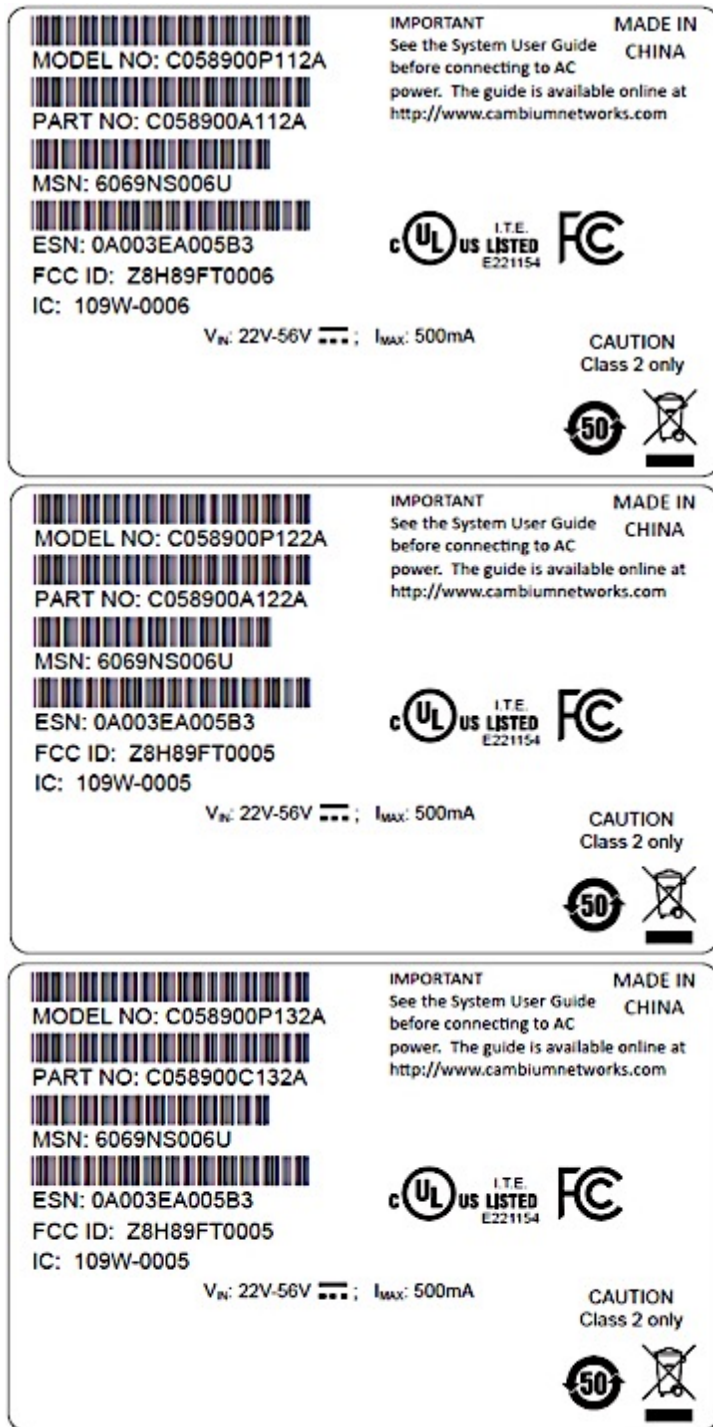 MODEL NO: C058900P112A
PART NO: C058900A112A
MSN: 6069NS006U
ESN: 0A003EA005B3
FCC ID: Z8H89FT0006
IC: 109W-0006
IMPORTANT
See the System User Guide
before connecting to AC
power. The guide is available online at
http://www.cambiumnetworks.com
MADE IN
CHINA
C UL US I.T.E. LISTED E221154 FC
VIN: 22V-56V ; IMAX: 500mA
CAUTION
Class 2 only
50
MODEL NO: C058900P122A
PART NO: C058900A122A
MSN: 6069NS006U
ESN: 0A003EA005B3
FCC ID: Z8H89FT0005
IC: 109W-0005
IMPORTANT
See the System User Guide
before connecting to AC
power. The guide is available online at
http://www.cambiumnetworks.com
MADE IN
CHINA
C UL US I.T.E. LISTED E221154 FC
VIN: 22V-56V ; IMAX: 500mA
CAUTION
Class 2 only
50
MODEL NO: C058900P132A
PART NO: C058900C132A
MSN: 6069NS006U
ESN: 0A003EA005B3
FCC ID: Z8H89FT0005
IC: 109W-0005
IMPORTANT
See the System User Guide
before connecting to AC
power. The guide is available online at
http://www.cambiumnetworks.com
MADE IN
CHINA
C UL US I.T.E. LISTED E221154 FC
VIN: 22V-56V ; IMAX: 500mA
CAUTION
Class 2 only
50